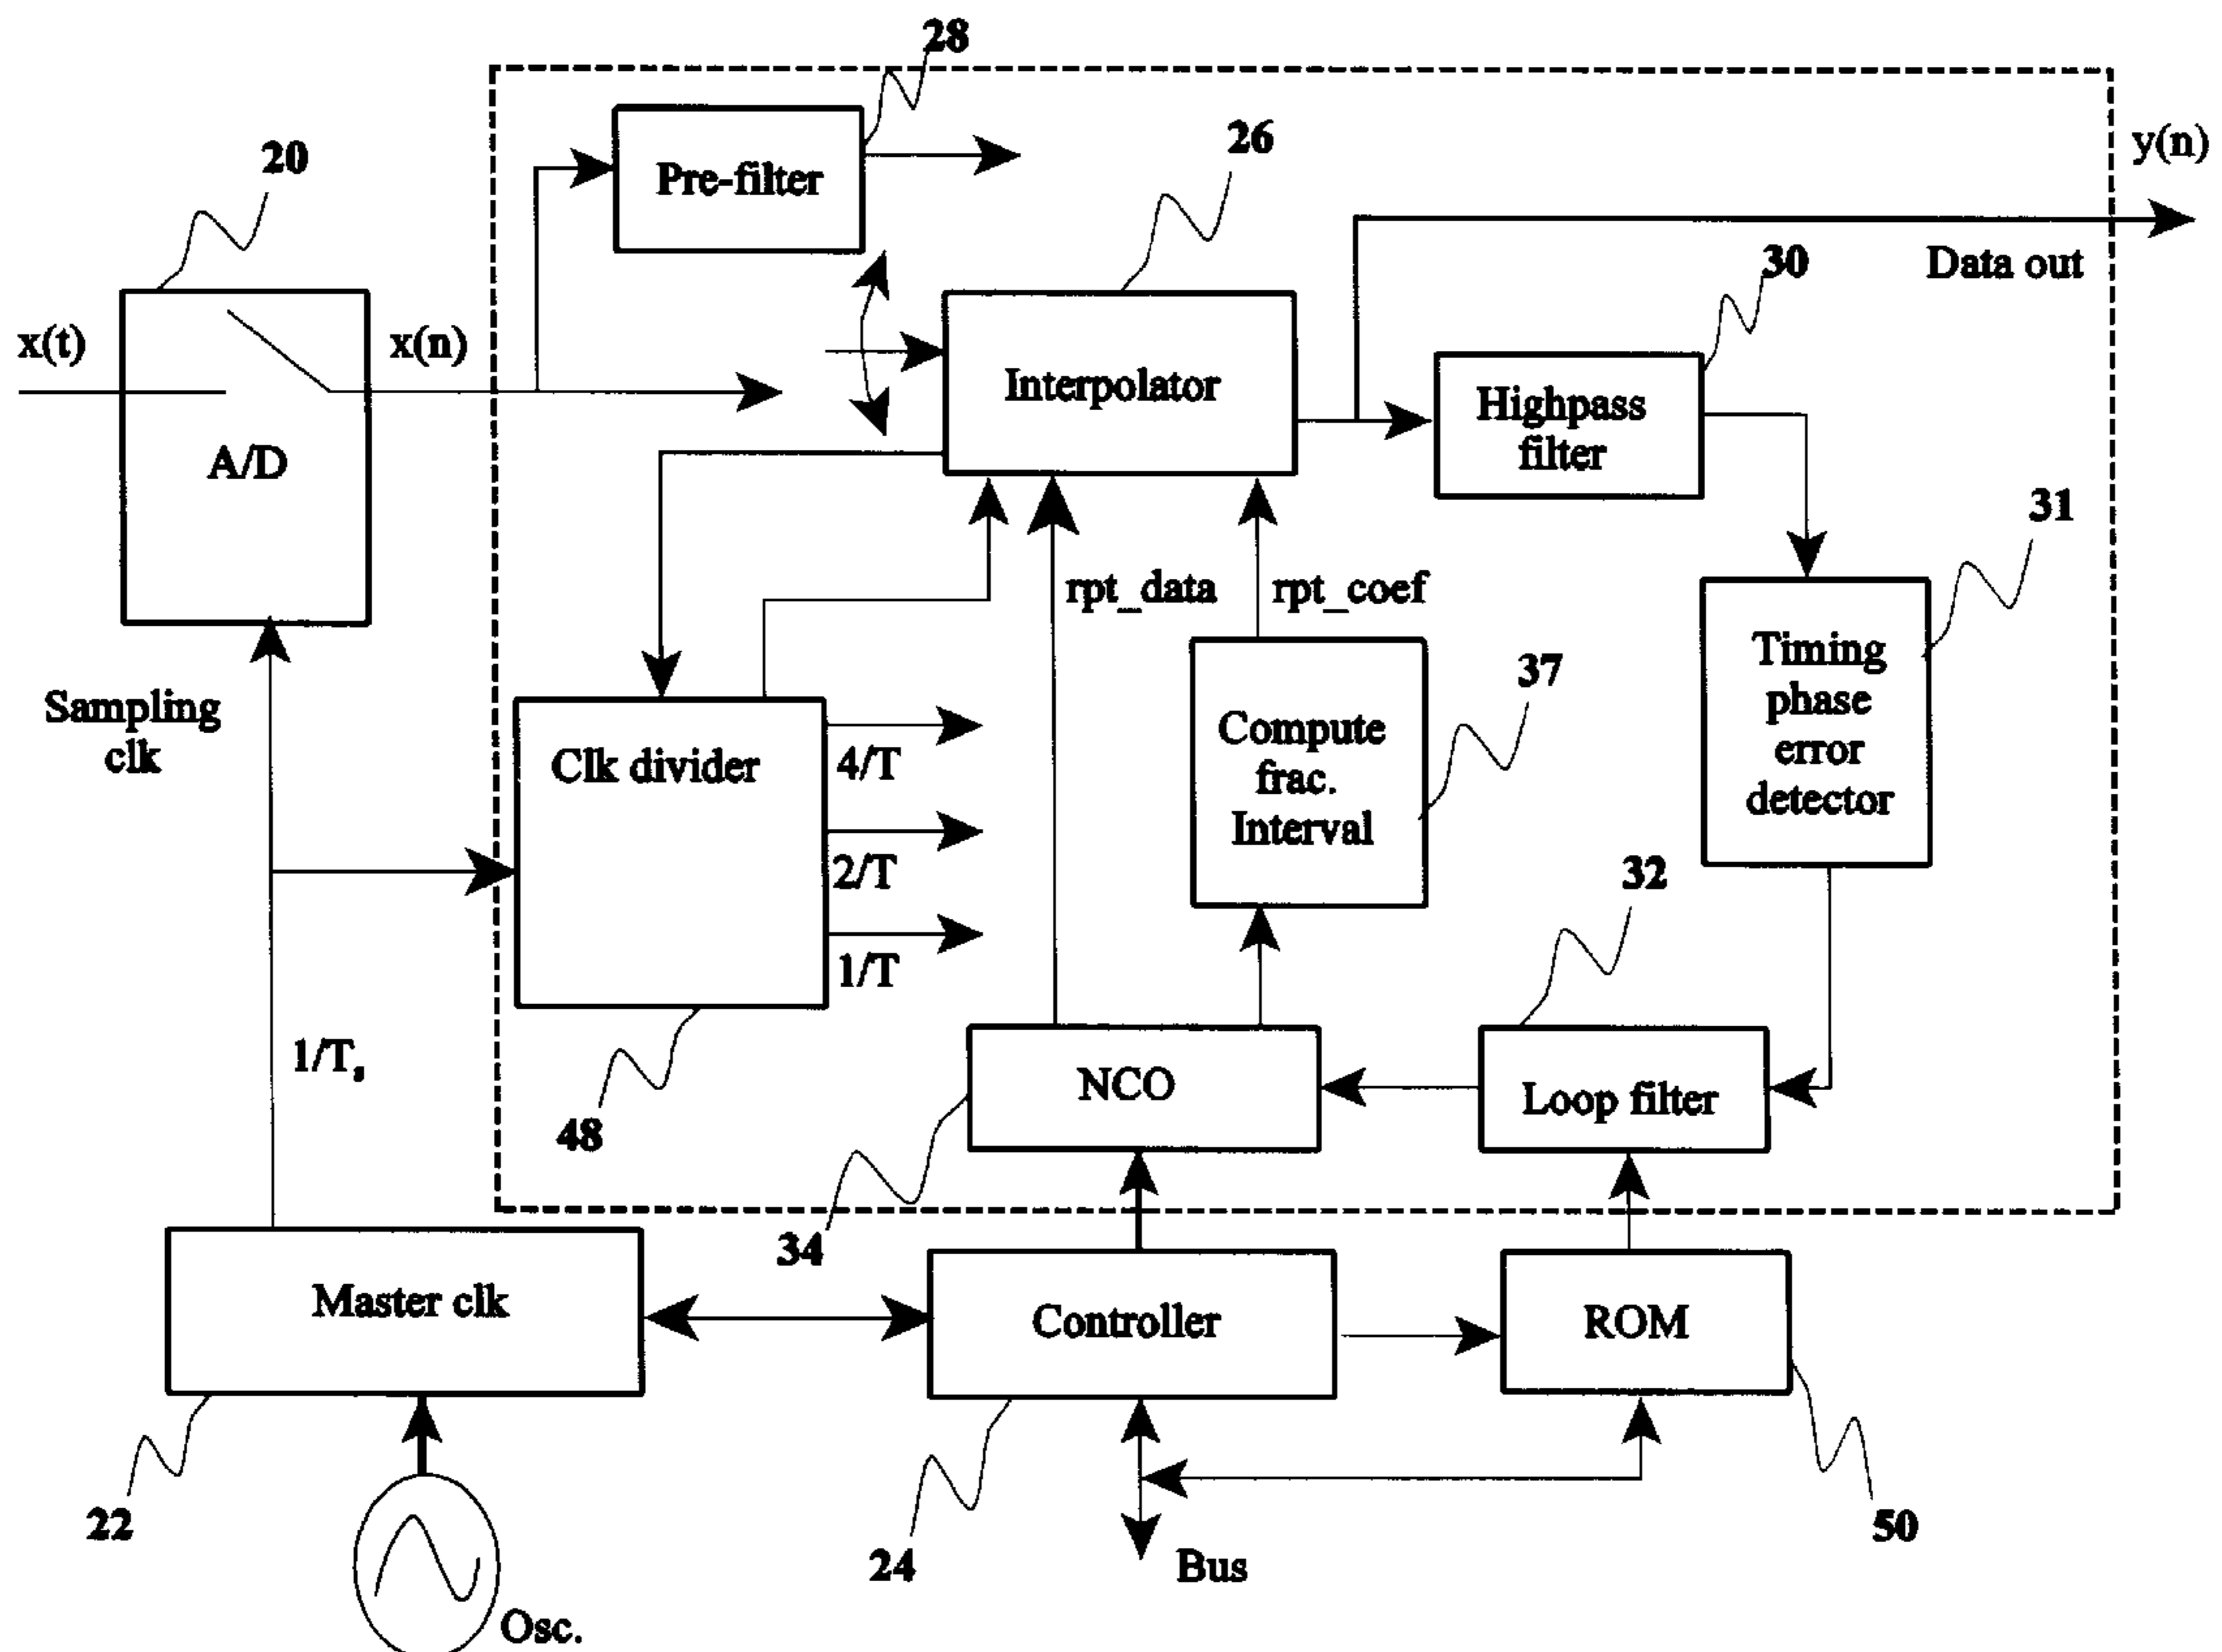 28
20
Pre-filter
26
y(n)
Data out
30
x(t)
x(n)
A/D
Interpolator
Highpass
filter
31
rpt_data
rpt_coef
Sampling
clk
Timing
phase
error
detector
37
Clk divider
4/T
2/T
1/T
Compute
frac.
Interval
32
1/Ts
48
NCO
Loop filter
34
Master clk
Controller
ROM
22
24
Bus
50
Osc.